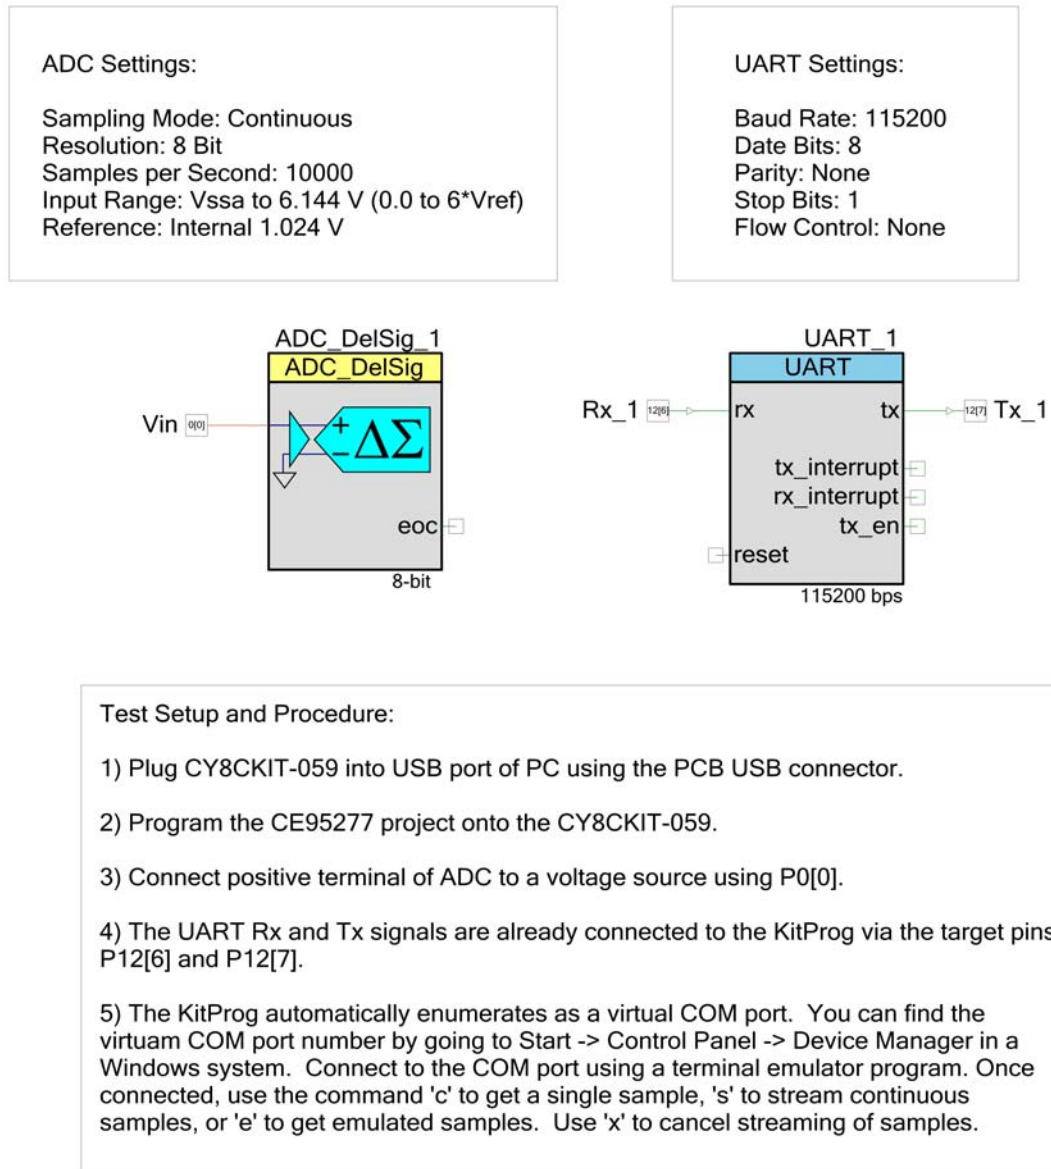 ADC Settings:
Sampling Mode: Continuous
Resolution: 8 Bit
Samples per Second: 10000
Input Range: Vssa to 6.144 V (0.0 to 6*Vref)
Reference: Internal 1.024 V
UART Settings:
Baud Rate: 115200
Date Bits: 8
Parity: None
Stop Bits: 1
Flow Control: None
ADC_DelSig_1
ADC_DelSig
Vin 0[0]
+
ΔΣ
−
eoc
8-bit
UART_1
UART
Rx_1 12[6] rx
tx 12[7] Tx_1
tx_interrupt
rx_interrupt
tx_en
reset
115200 bps
Test Setup and Procedure:
1) Plug CY8CKIT-059 into USB port of PC using the PCB USB connector.
2) Program the CE95277 project onto the CY8CKIT-059.
3) Connect positive terminal of ADC to a voltage source using P0[0].
4) The UART Rx and Tx signals are already connected to the KitProg via the target pins
P12[6] and P12[7].
5) The KitProg automatically enumerates as a virtual COM port.  You can find the
virtuam COM port number by going to Start -> Control Panel -> Device Manager in a
Windows system.  Connect to the COM port using a terminal emulator program. Once
connected, use the command 'c' to get a single sample, 's' to stream continuous
samples, or 'e' to get emulated samples.  Use 'x' to cancel streaming of samples.